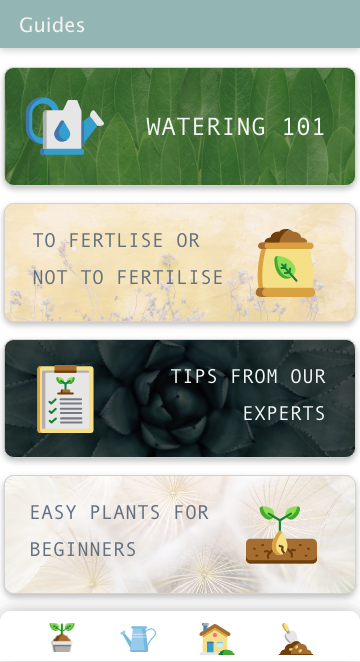 Guides
WATERING 101
TO FERTLISE OR
NOT TO FERTILISE
TIPS FROM OUR
EXPERTS
EASY PLANTS FOR
BEGINNERS